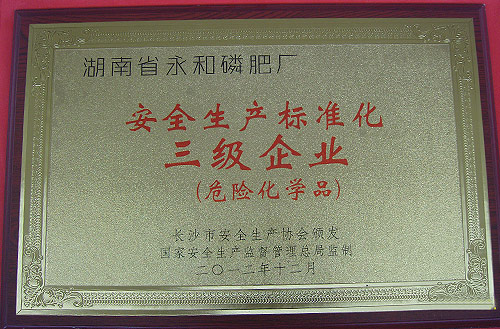 湖南省永和磷肥厂
安全生产标准化
三级企业
(危险化学品)
长沙市安全生产协会颁发
国家安全生产监督管理总局监制
二〇一二年十二月